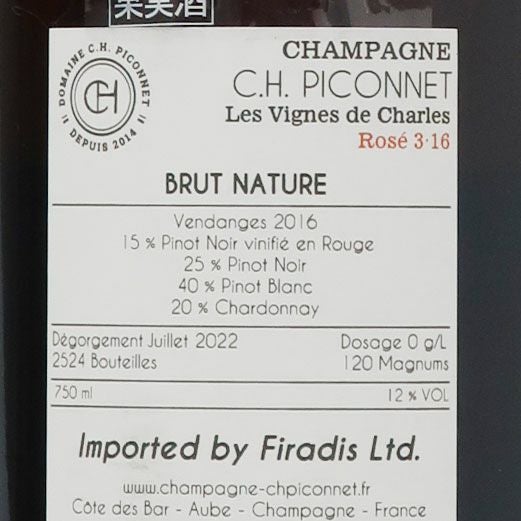 果実酒
DOMAINE C.H. PICONNET
CH
DEPUIS 2014
CHAMPAGNE
C.H. PICONNET
Les Vignes de Charles
Rosé 3·16
BRUT NATURE
Vendanges 2016
15 % Pinot Noir vinifié en Rouge
25 % Pinot Noir
40 % Pinot Blanc
20 % Chardonnay
Dégorgement Juillet 2022 Dosage 0 g/L
2524 Bouteilles 120 Magnums
750 ml 12 % VOL
Imported by Firadis Ltd.
www.champagne-chpiconnet.fr
Côte des Bar - Aube - Champagne - France